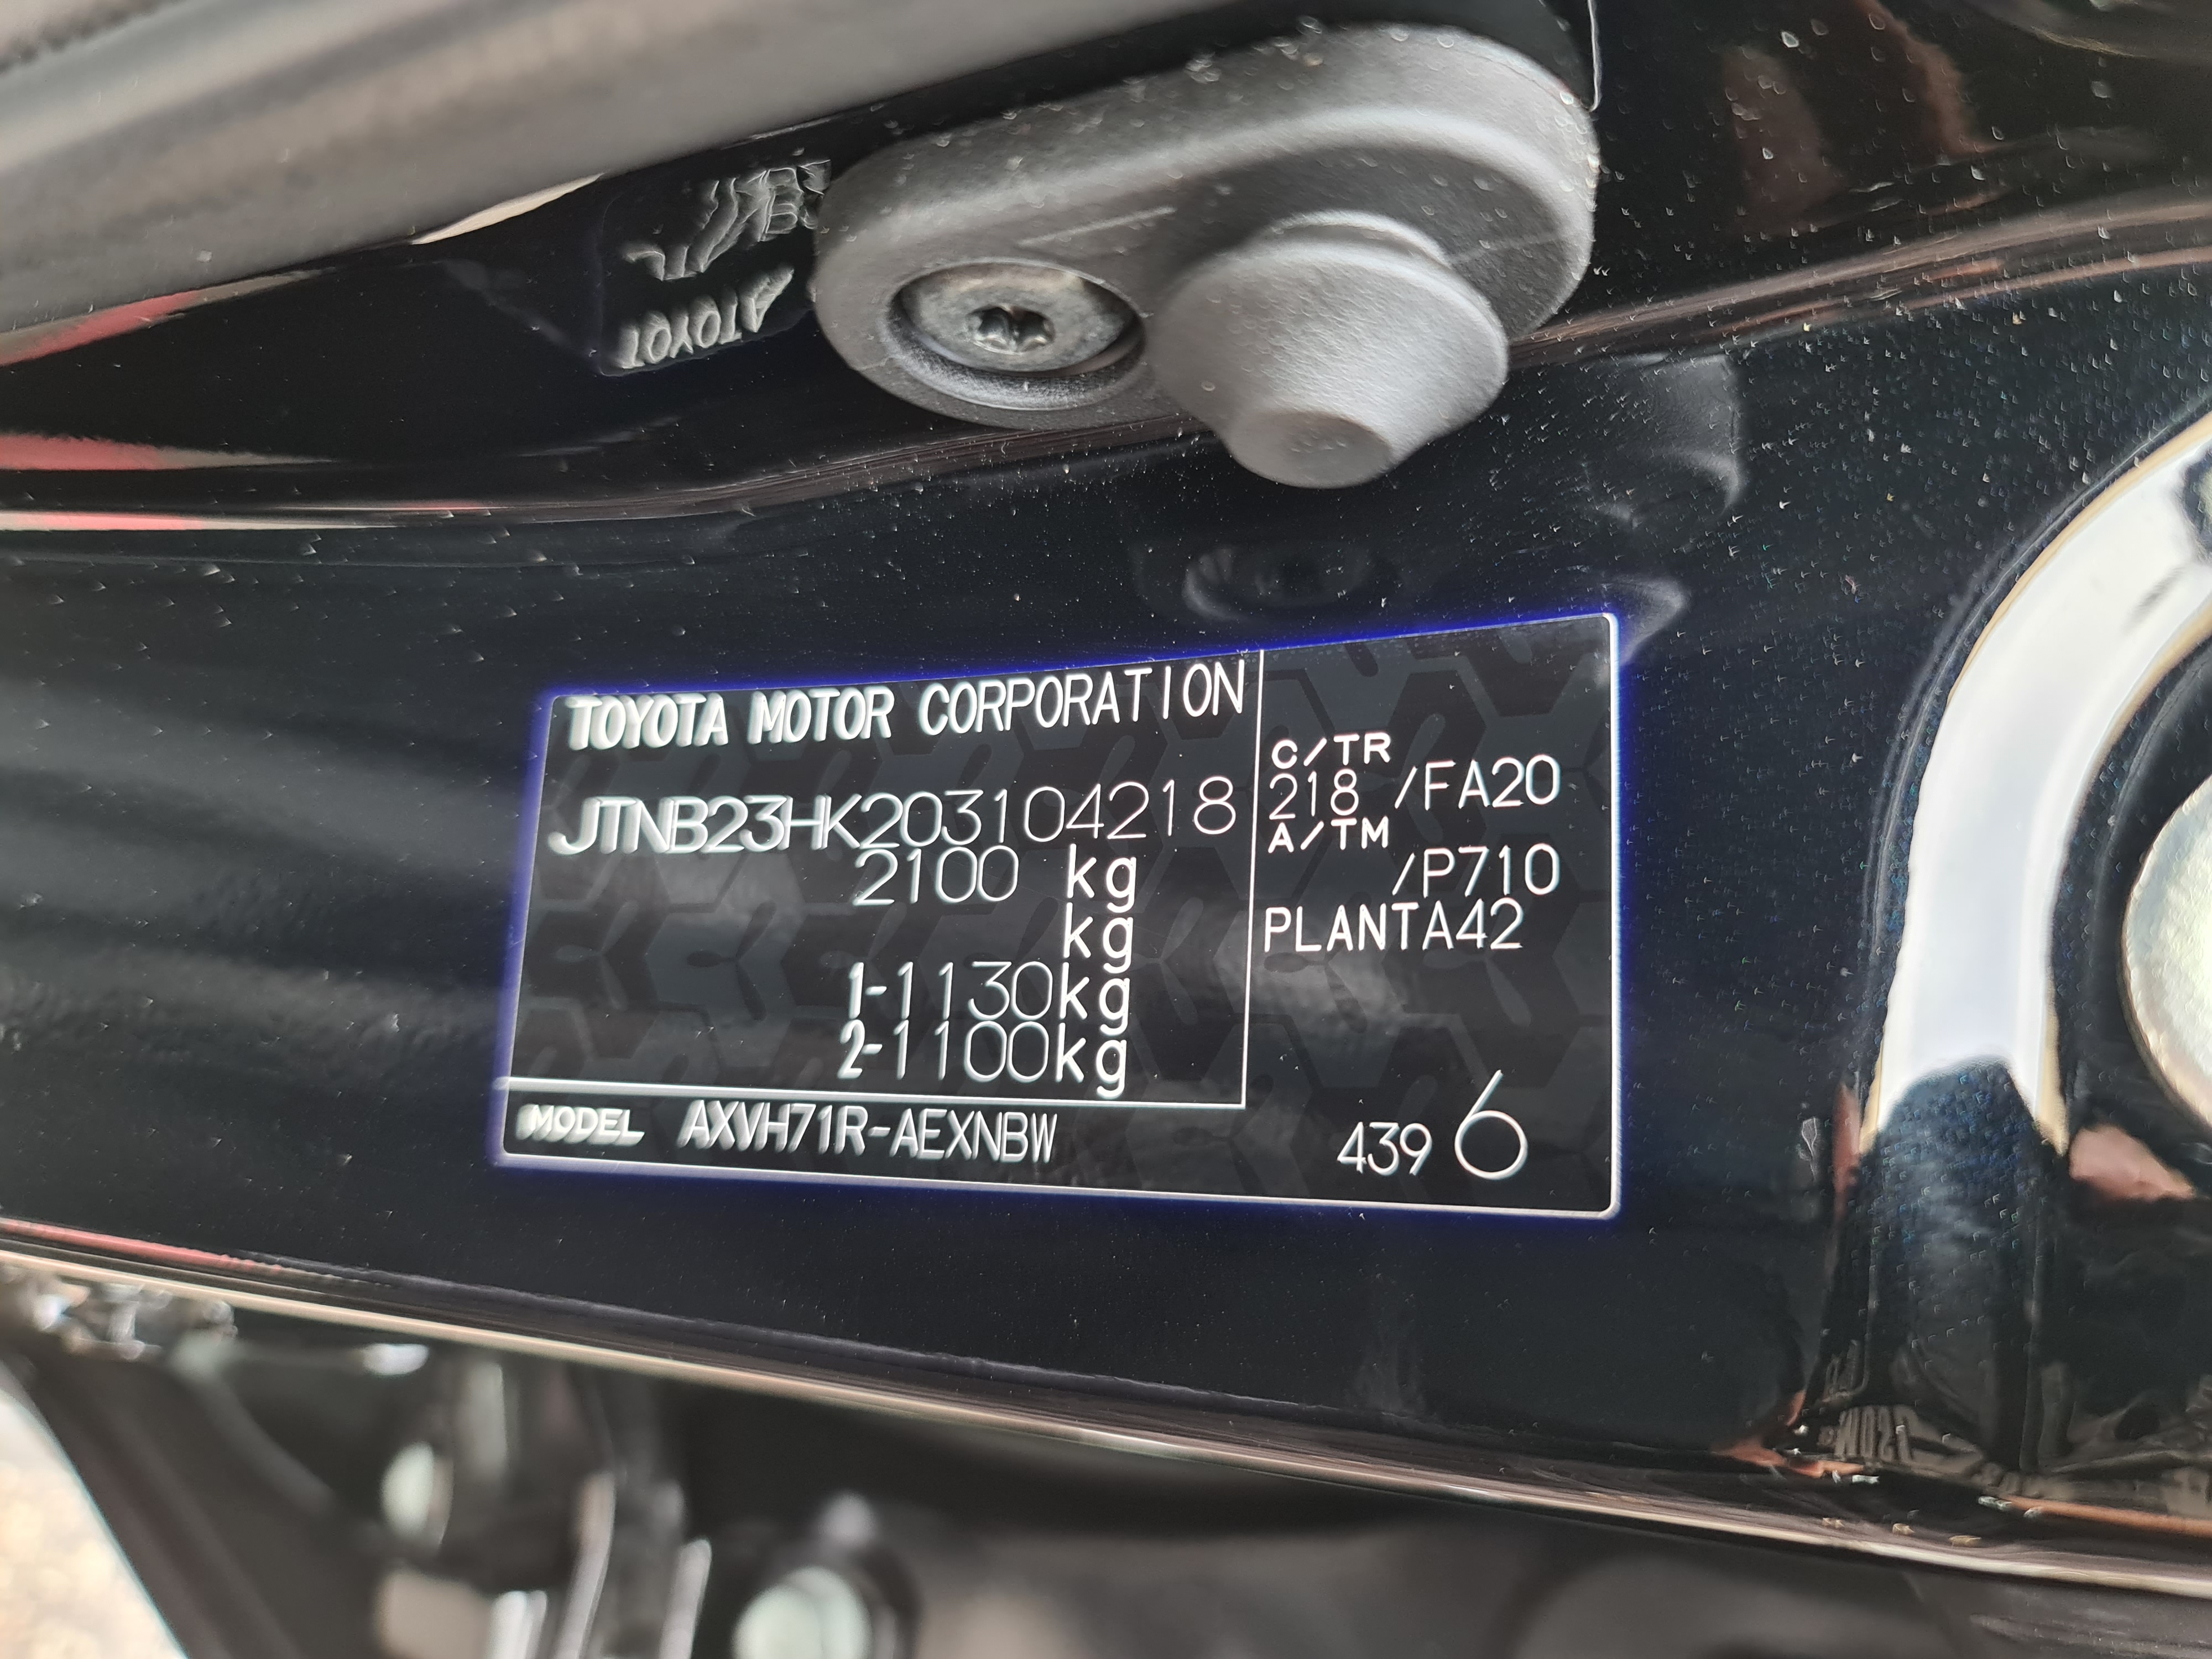 TOYOTA
TOYOTA MOTOR CORPORATION
JTNB23HK203104218
2100 kg
kg
1-1130kg
2-1100kg
MODEL AXVH71R-AEXNBW
C/TR
218 /FA20
A/TM
/P710
PLANTA42
439 6